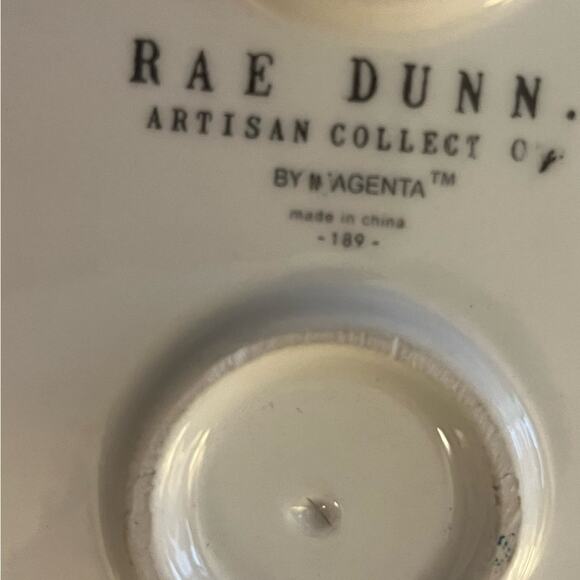 RAE DUNN.
ARTISAN COLLECT O
BY MAGENTA™
made in china
- 189 -